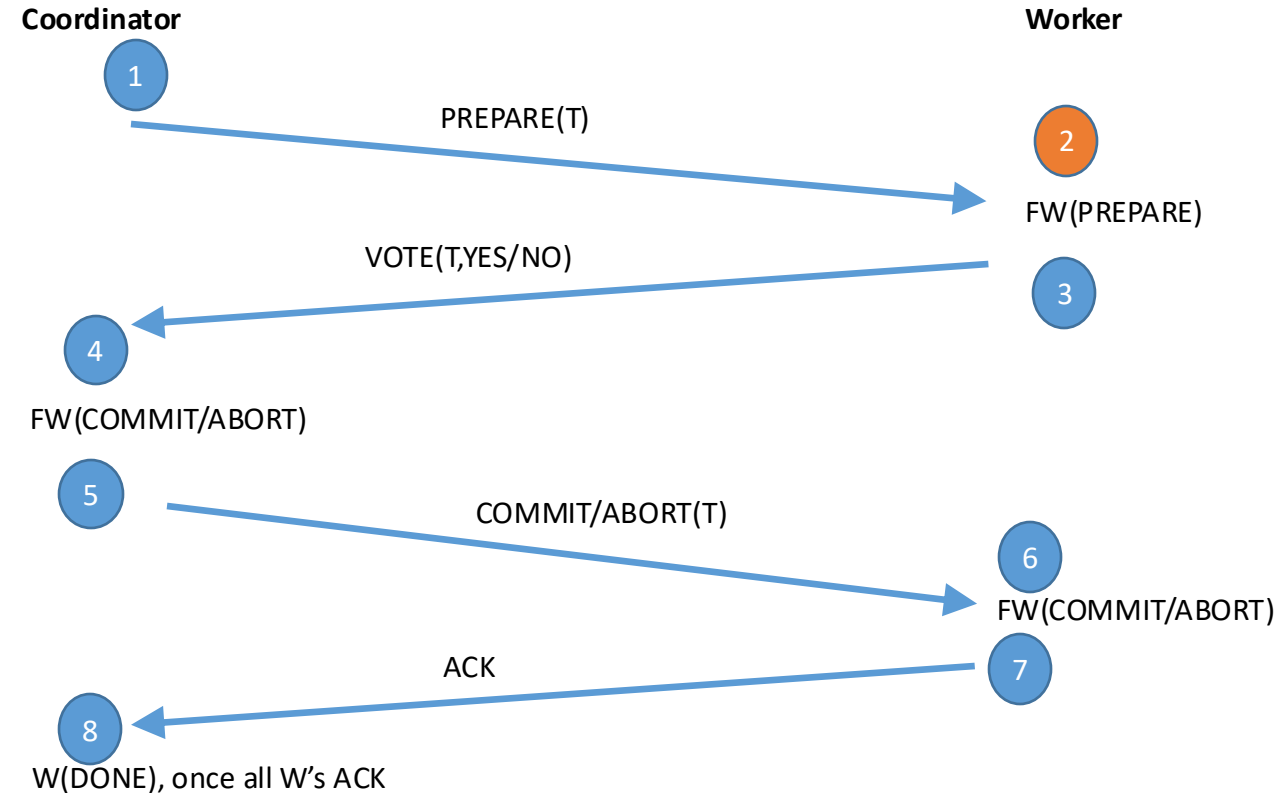 Coordinator
Worker
1
PREPARE(T)
2
FW(PREPARE)
VOTE(T,YES/NO)
3
4
FW(COMMIT/ABORT)
5
COMMIT/ABORT(T)
6
FW(COMMIT/ABORT)
ACK
7
8
W(DONE), once all W’s ACK